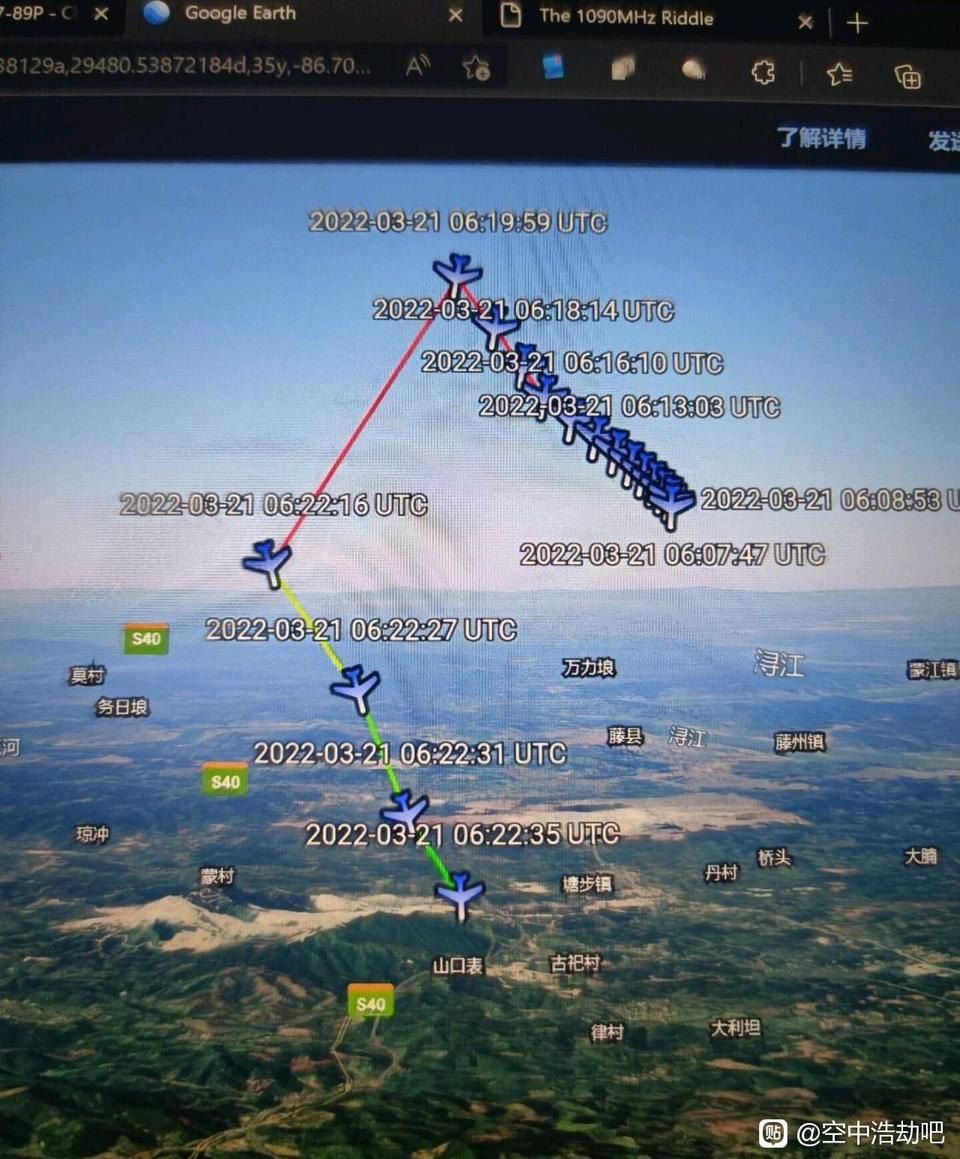 7-89P - C
Google Earth
The 1090MHz Riddle
38129a,29480.53872184d,35y,-86.70...
了解详情
发送
2022-03-21 06:19:59 UTC
2022-03-21 06:18:14 UTC
2022-03-21 06:16:10 UTC
2022-03-21 06:13:03 UTC
2022-03-21 06:22:16 UTC
2022-03-21 06:08:53 U
2022-03-21 06:07:47 UTC
S40
2022-03-21 06:22:27 UTC
莫村
万力埌
浔江
蒙江镇
务日埌
河
藤县
浔江
藤州镇
2022-03-21 06:22:31 UTC
S40
琼冲
2022-03-21 06:22:35 UTC
蒙村
塘步镇
丹村
桥头
大腩
山口表
古祀村
S40
律村
大利坦
贴 @空中浩劫吧